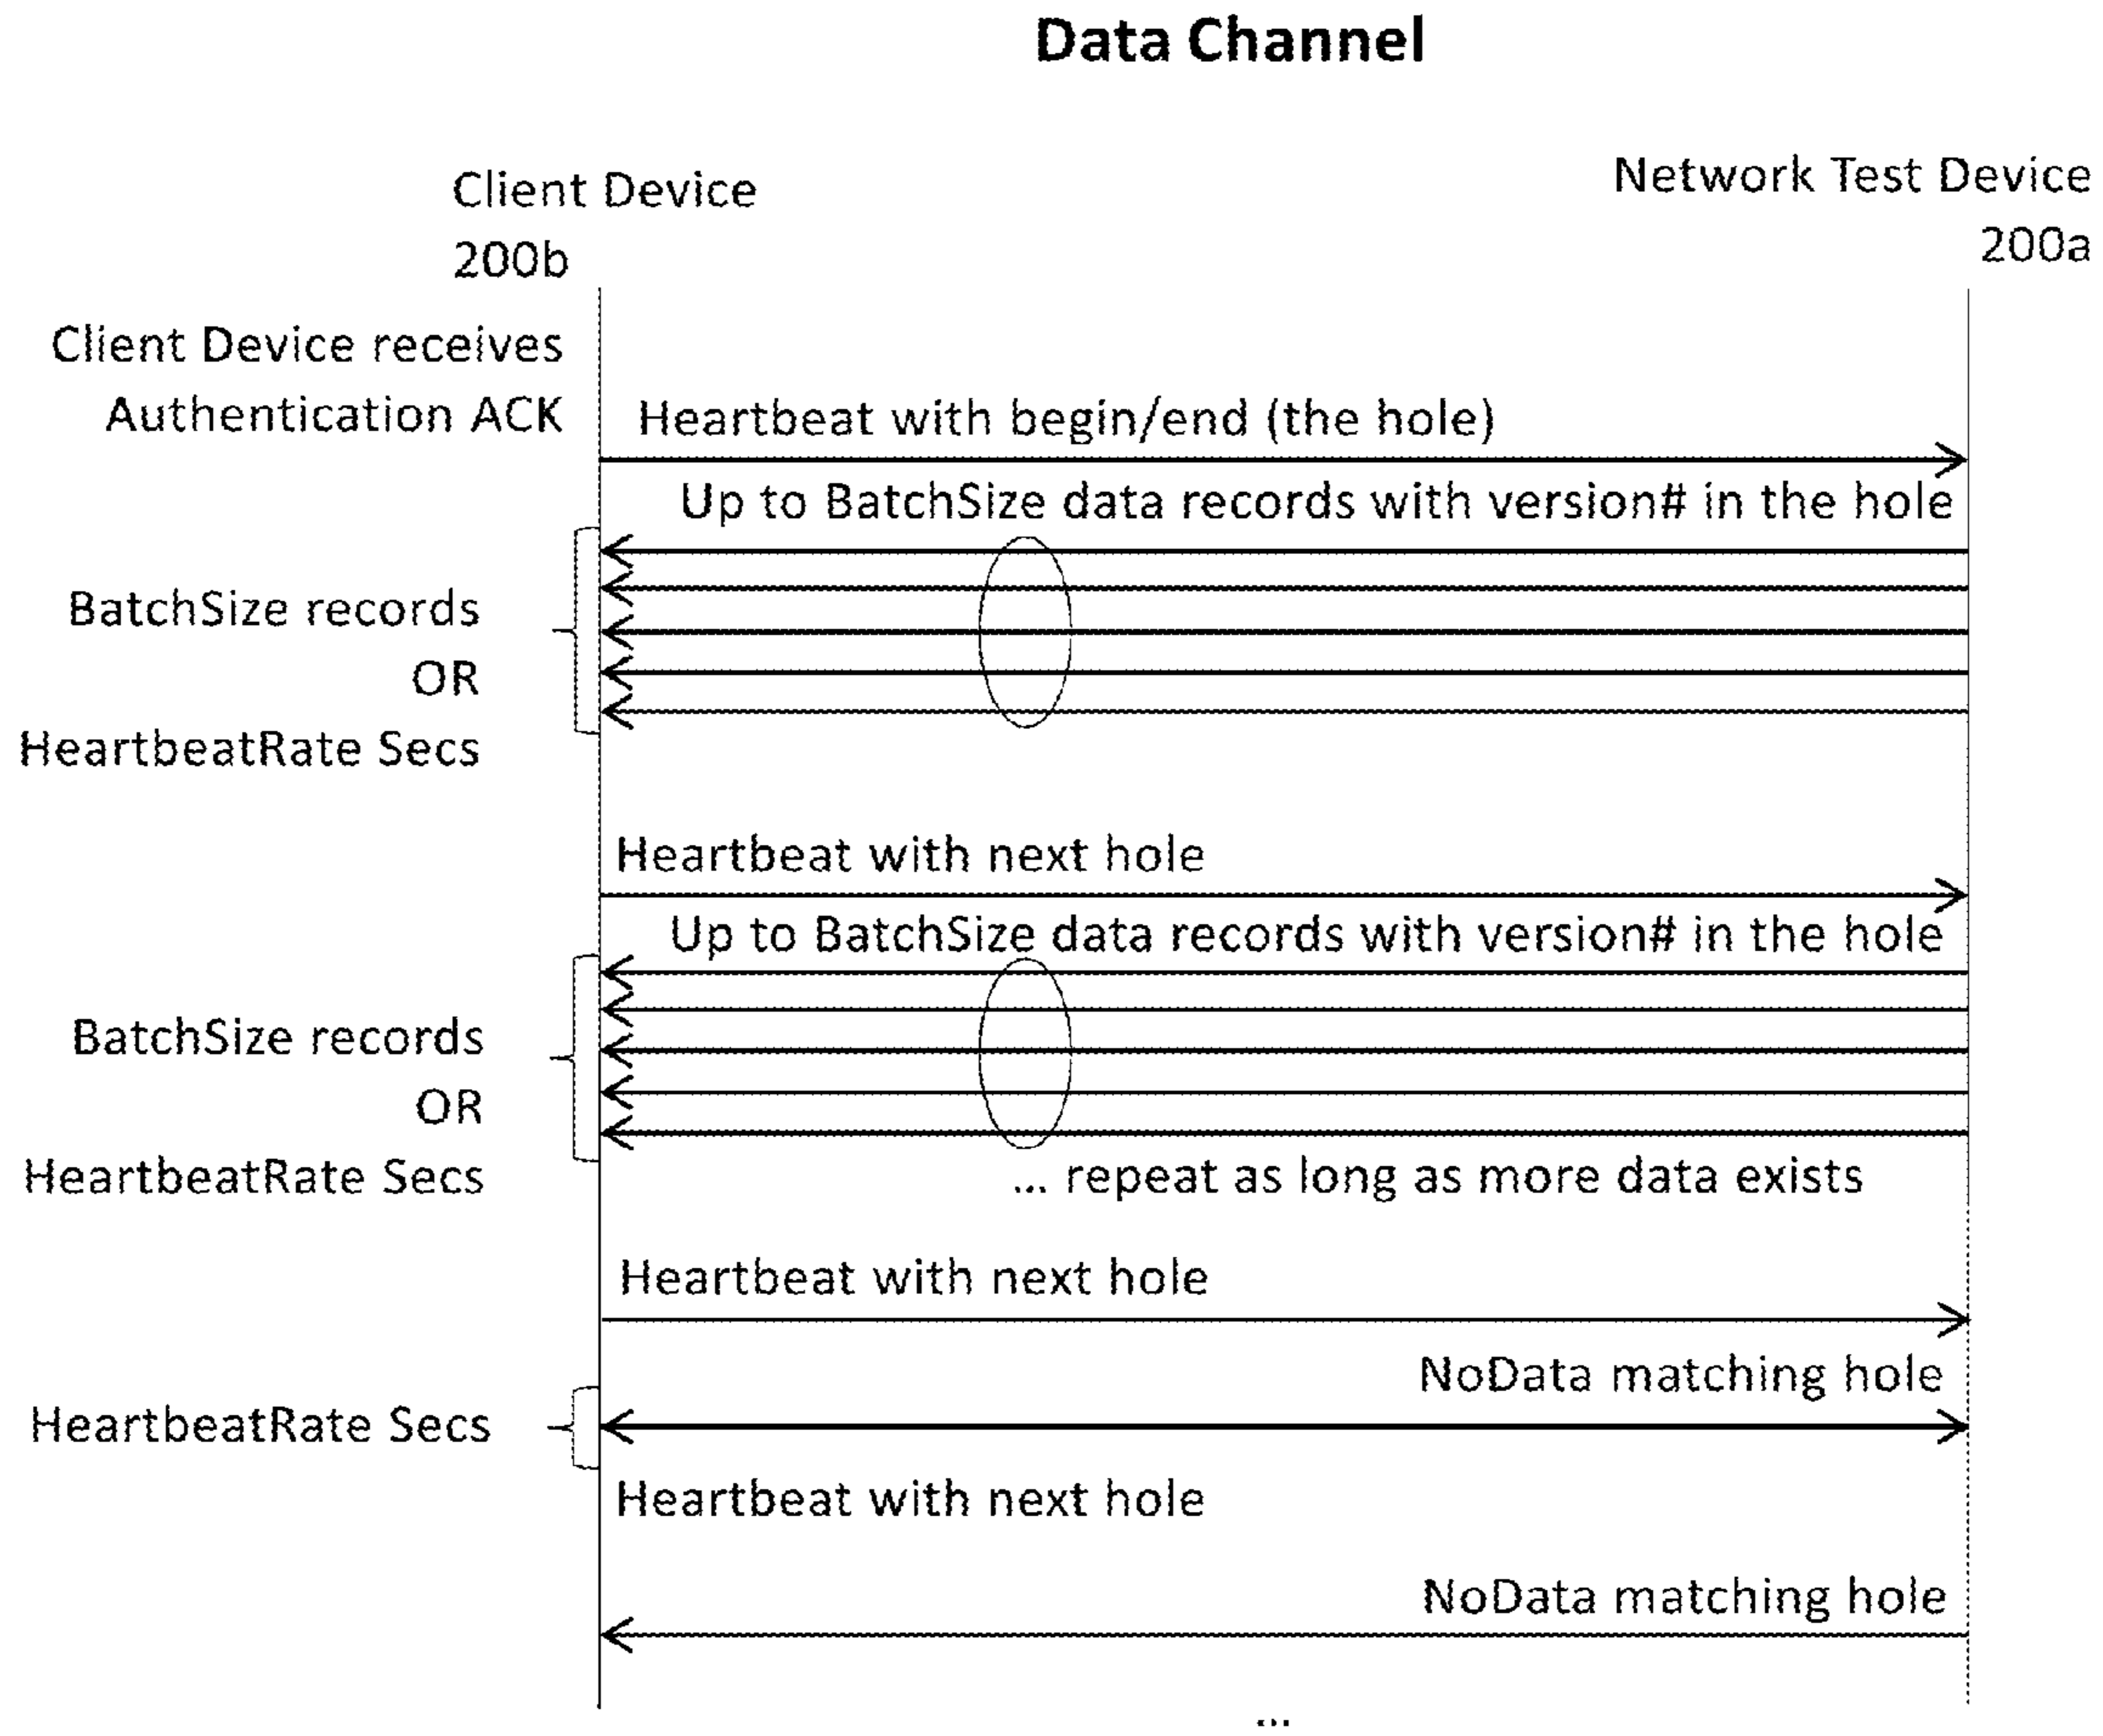 Data Channel
Client Device
200b
Network Test Device
200a
Client Device receives
Authentication ACK
Heartbeat with begin/end (the hole)
Up to BatchSize data records with version# in the hole
BatchSize records
OR
HeartbeatRate Secs
Heartbeat with next hole
Up to BatchSize data records with version# in the hole
BatchSize records
OR
HeartbeatRate Secs
... repeat as long as more data exists
Heartbeat with next hole
NoData matching hole
HeartbeatRate Secs
Heartbeat with next hole
NoData matching hole
...